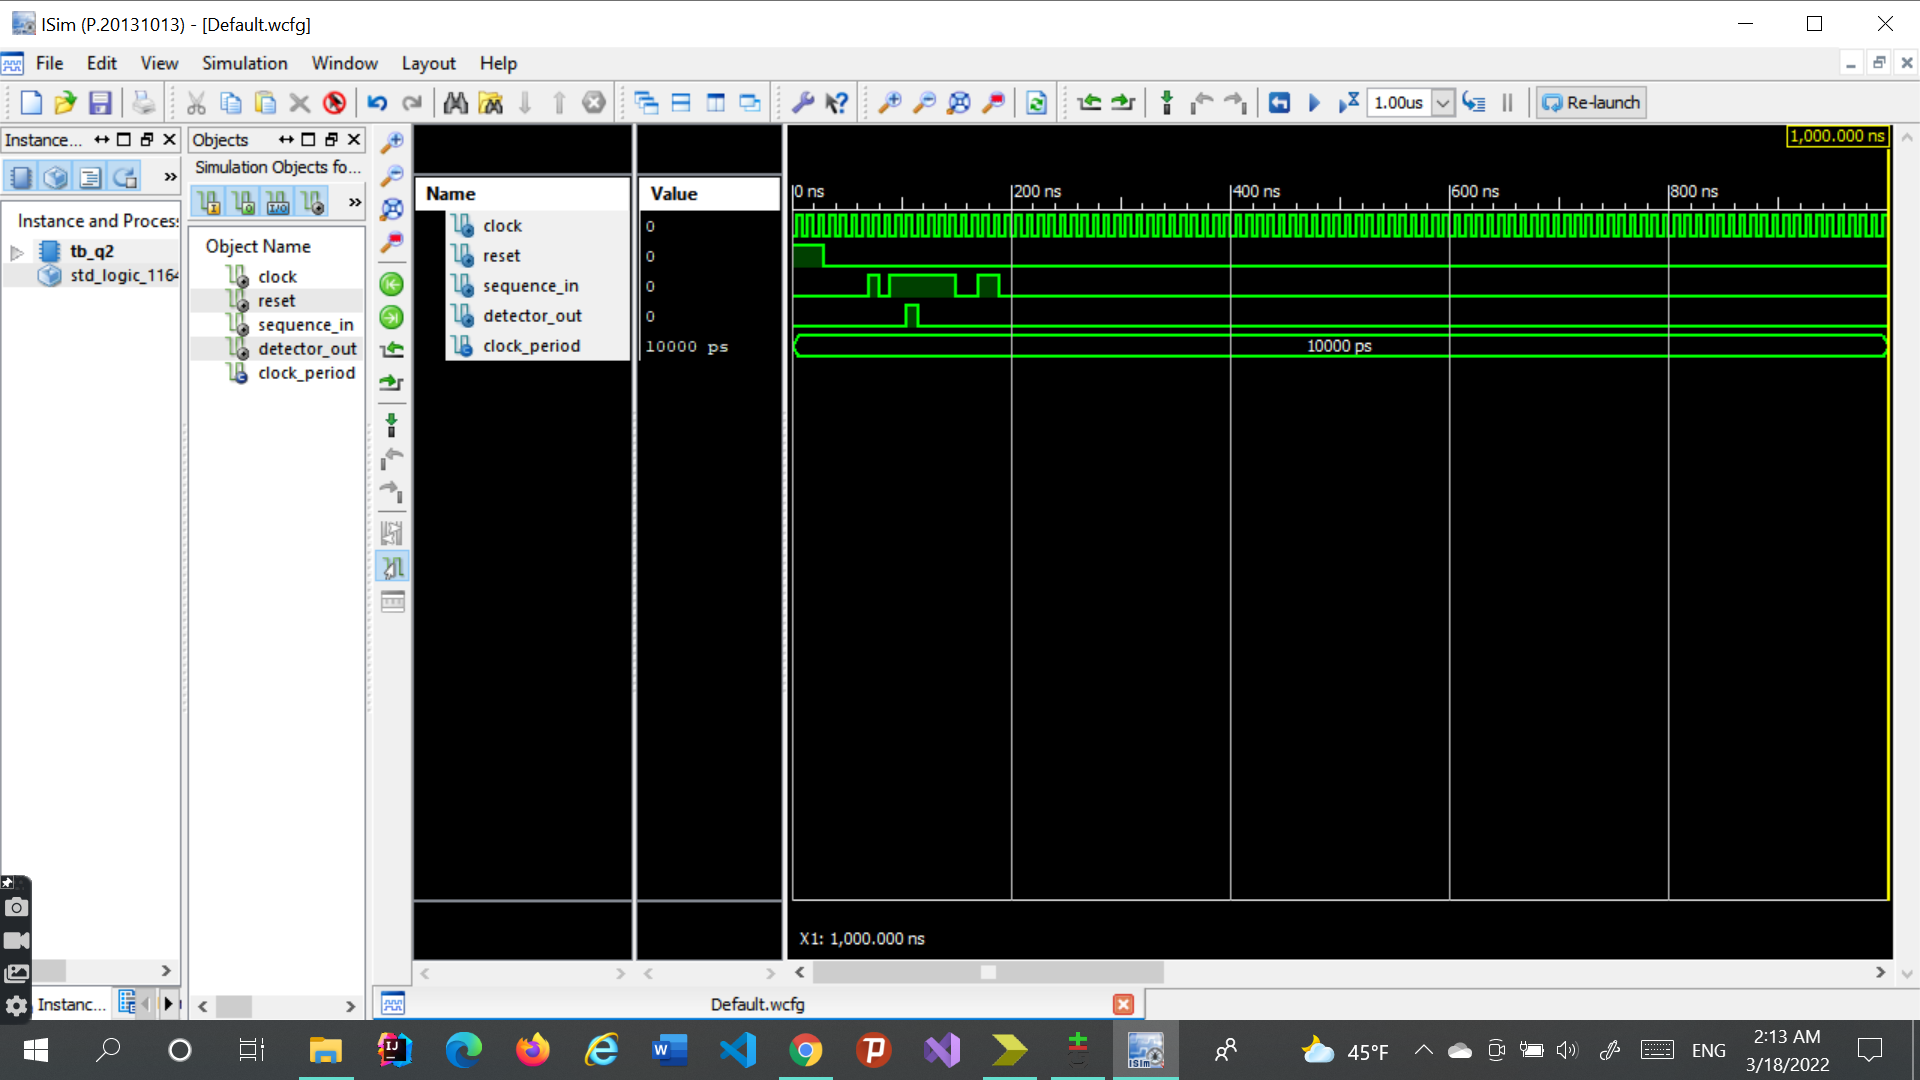 ISim (P.20131013) - [Default.wcfg]
File Edit View Simulation Window Layout Help
1.00us
Re-launch
Instance...
Objects
Simulation Objects fo...
Instance and Process
tb_q2
std_logic_1164
Object Name
clock
reset
sequence_in
detector_out
clock_period
Name Value
clock 0
reset 0
sequence_in 0
detector_out 0
clock_period 10000 ps
1,000.000 ns
0 ns 200 ns 400 ns 600 ns 800 ns
10000 ps
X1: 1,000.000 ns
Instanc...
Default.wcfg
45°F
ENG
2:13 AM
3/18/2022